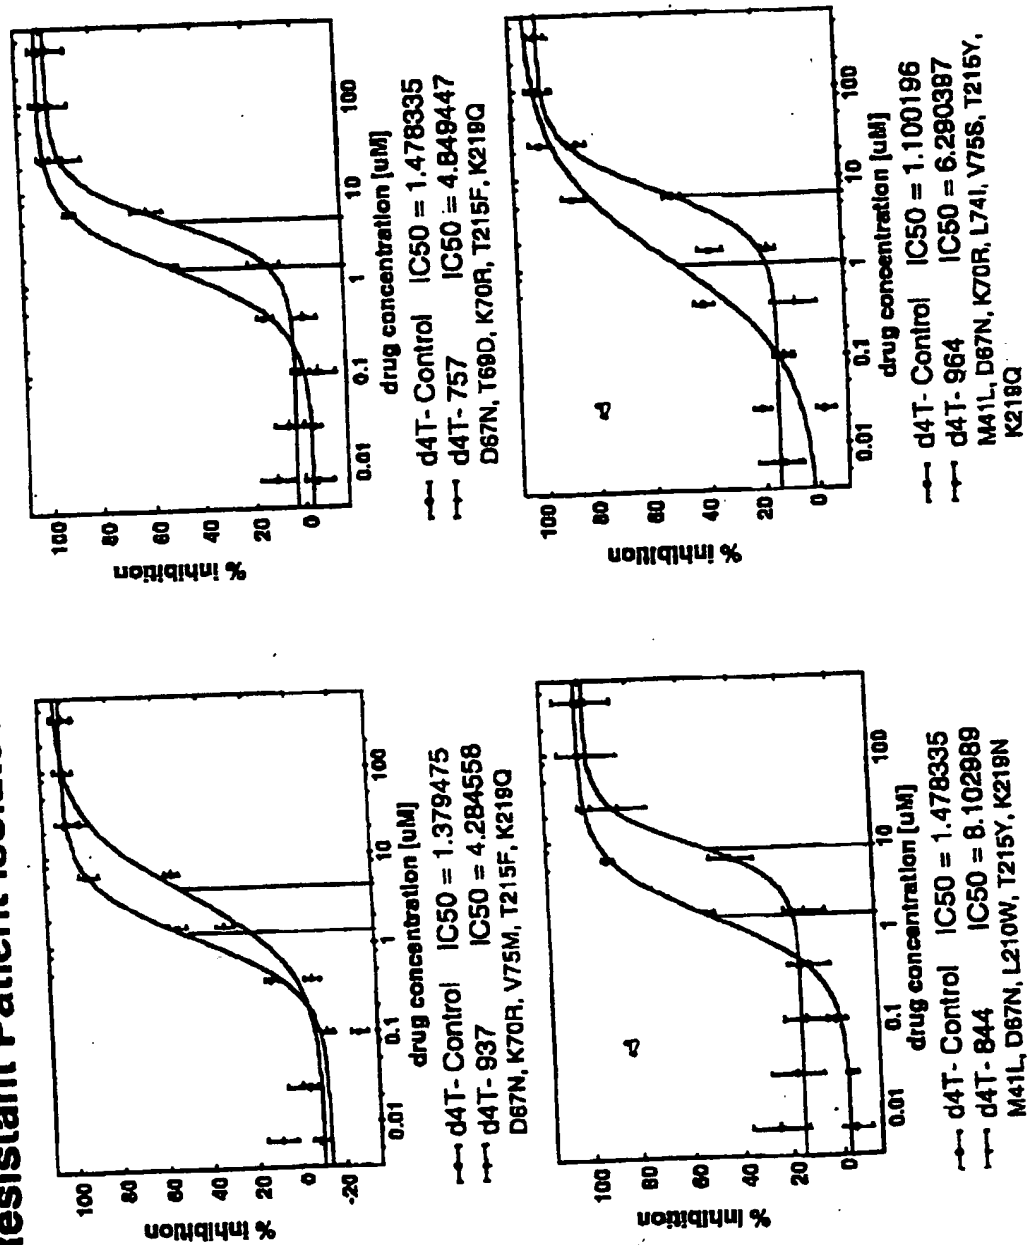 Resistant Patient Isolates
% inhibition
100
80
60
40
20
0
-20
0.01
0.1
1
10
100
drug concentration [uM]
d4T- Control IC50 = 1.379475
d4T- 937 IC50 = 4.284558
D67N, K70R, V75M, T215F, K219Q
% inhibition
100
80
60
40
20
0
0.01
0.1
1
10
100
drug concentration [uM]
d4T- Control IC50 = 1.478335
d4T- 757 IC50 = 4.849447
D67N, T69D, K70R, T215F, K219Q
% inhibition
100
80
60
40
20
0
0.01
0.1
1
10
100
drug concentration [uM]
d4T- Control IC50 = 1.478335
d4T- 844 IC50 = 8.102989
M41L, D67N, L210W, T215Y, K219N
% inhibition
100
80
60
40
20
0
0.01
0.1
1
10
100
drug concentration [uM]
d4T- Control IC50 = 1.100196
d4T- 964 IC50 = 6.290397
M41L, D67N, K70R, L74I, V75S, T215Y,
K219Q